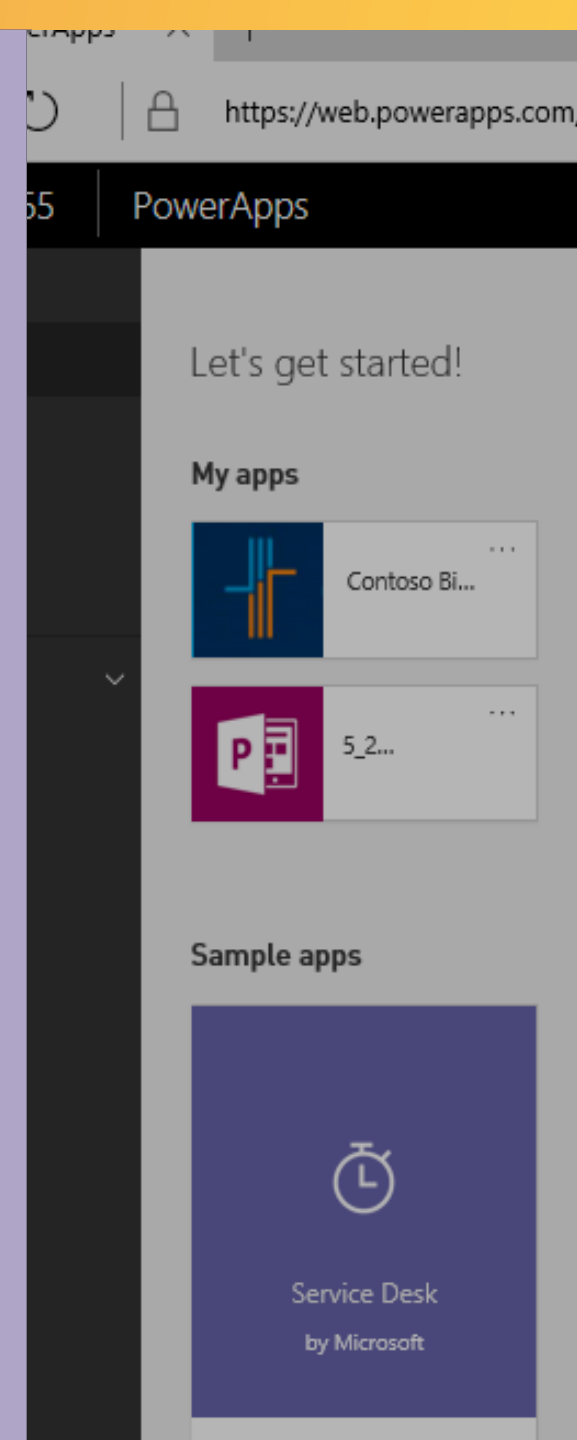 https://web.powerapps.com/
55 PowerApps
Let's get started!
My apps
Contoso Bi...
5_2...
Sample apps
Service Desk
by Microsoft